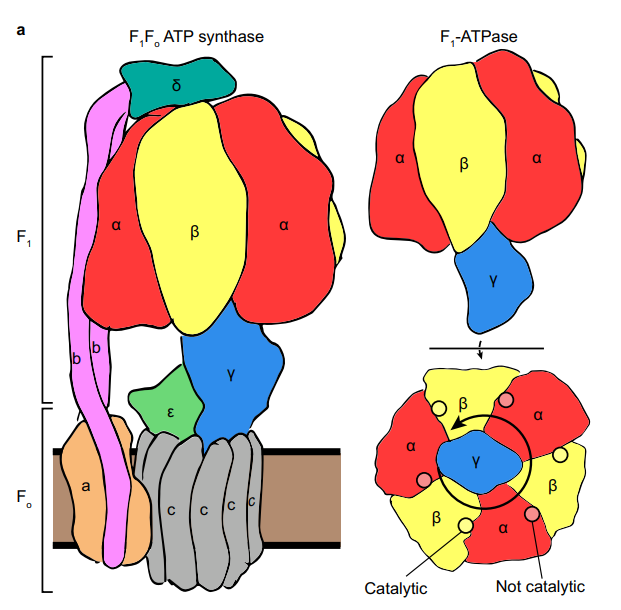 a
F₁Fₒ ATP synthase
F₁-ATPase
δ
α
β
α
F₁
b
b
γ
ε
Fₒ
a
c
c
c
c
α
β
α
γ
β
α
α
γ
β
β
α
Catalytic
Not catalytic